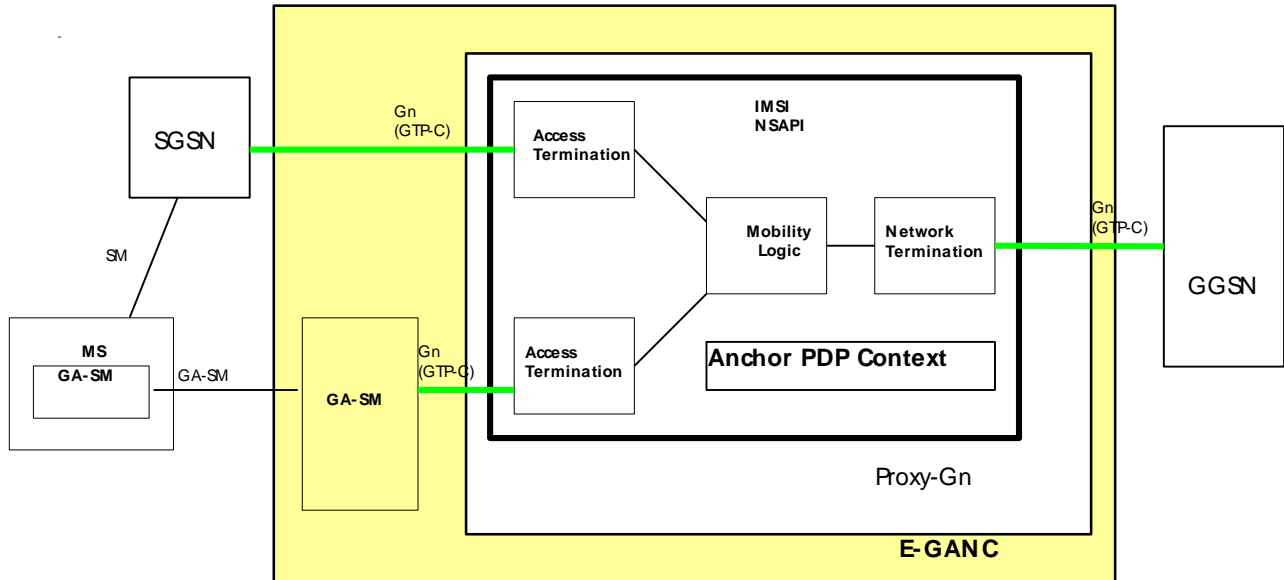 IMSI
NSAPI
Gn
(GTP-C)
Access
Termination
SGSN
Mobility
Logic
Network
Termination
Gn
(GTP-C)
SM
GGSN
MS
GA-SM
GA-SM
GA-SM
Gn
(GTP-C)
Access
Termination
Anchor PDP Context
Proxy-Gn
E-GANC